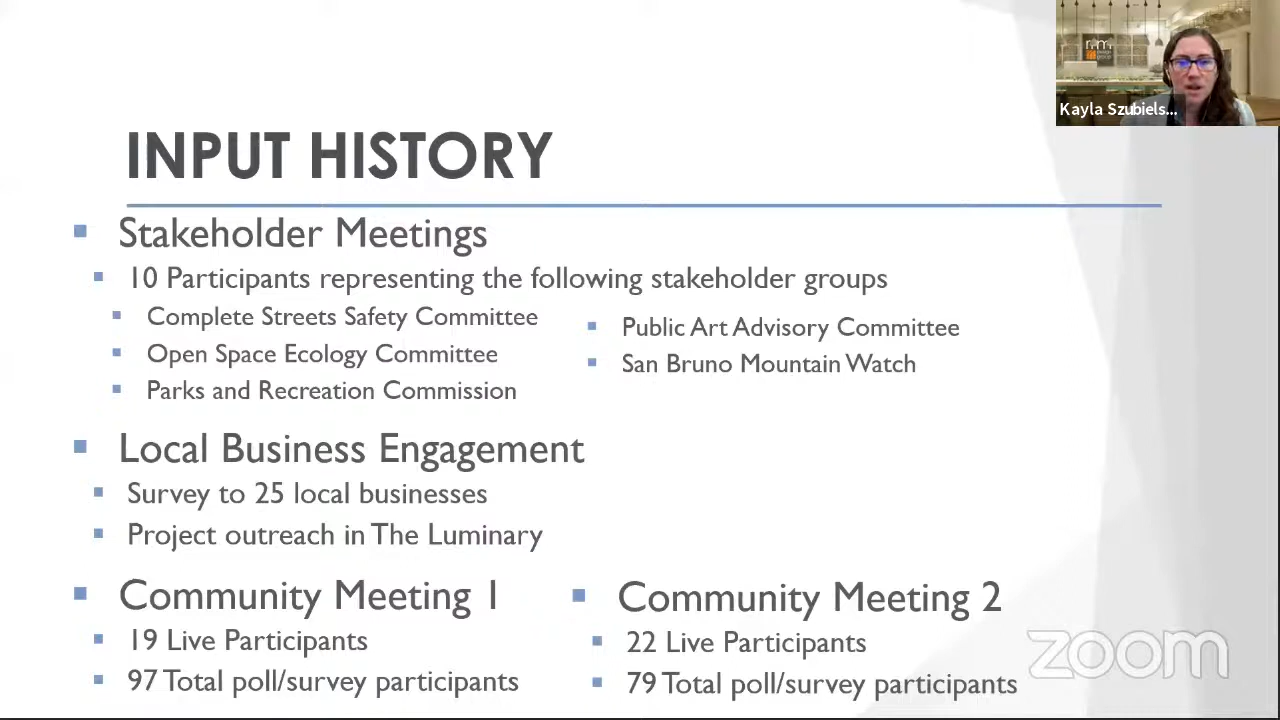 Kayla Szubiels...
INPUT HISTORY
Stakeholder Meetings
10 Participants representing the following stakeholder groups
Complete Streets Safety Committee
Open Space Ecology Committee
Parks and Recreation Commission
Public Art Advisory Committee
San Bruno Mountain Watch
Local Business Engagement
Survey to 25 local businesses
Project outreach in The Luminary
Community Meeting 1
19 Live Participants
97 Total poll/survey participants
Community Meeting 2
22 Live Participants
79 Total poll/survey participants
zoom